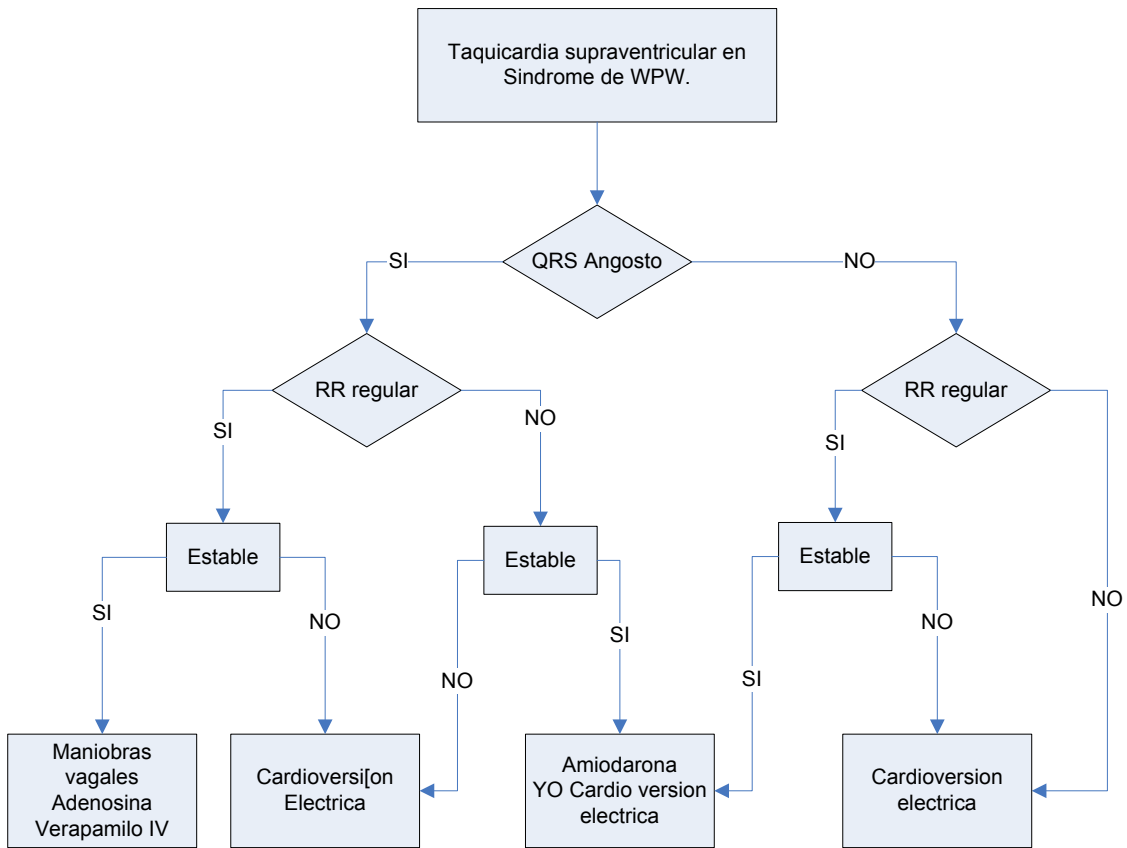 Taquicardia supraventricular en
Sindrome de WPW.
QRS Angosto
SI
NO
RR regular
RR regular
SI
NO
SI
NO
Estable
Estable
Estable
SI
NO
NO
SI
SI
NO
Maniobras
vagales
Adenosina
Verapamilo IV
Cardioversi[on
Electrica
Amiodarona
YO Cardio version
electrica
Cardioversion
electrica